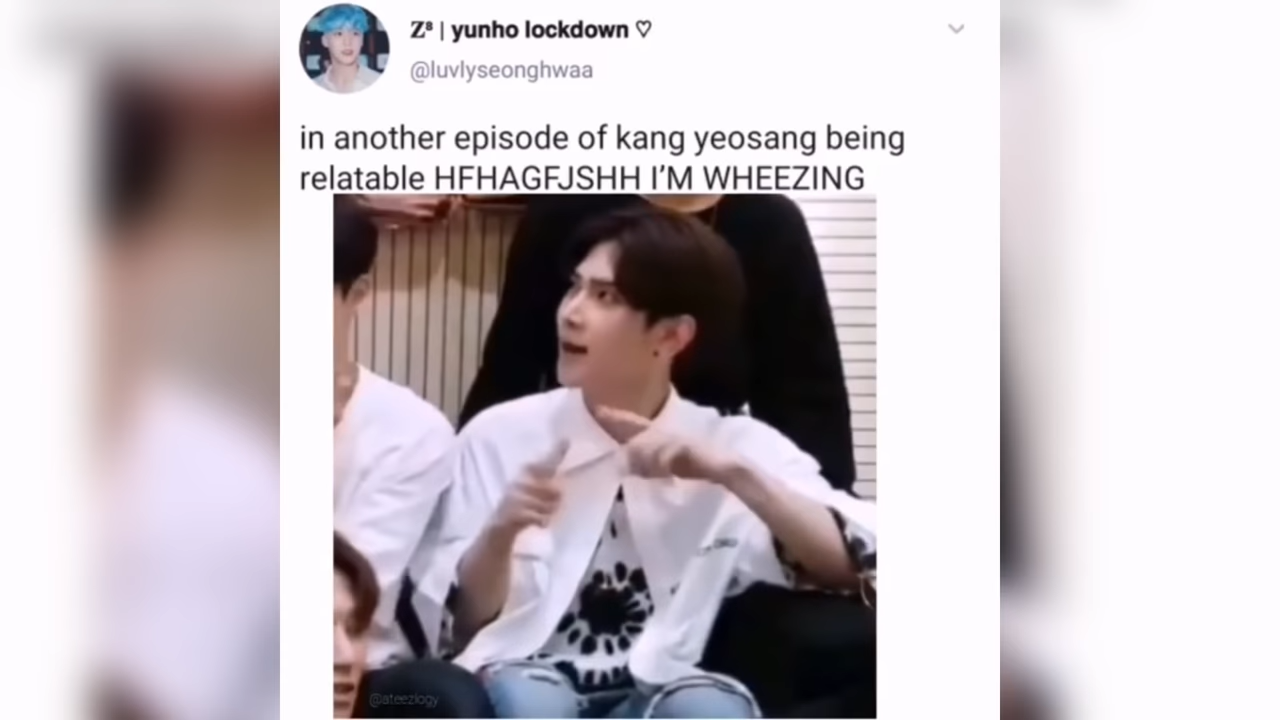 Z⁸ | yunho lockdown ♡
@luvlyseonghwaa
in another episode of kang yeosang being
relatable HFHAGFJSHH I’M WHEEZING
@ateezlogy